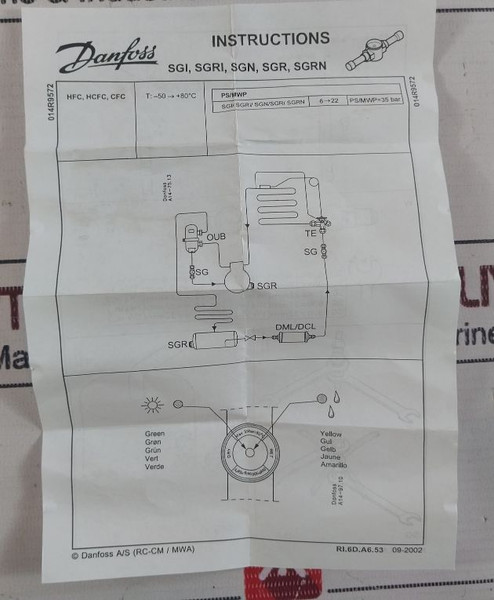 Danfoss
INSTRUCTIONS
SGI, SGRI, SGN, SGR, SGRN
014R9572
014R9572
HFC, HCFC, CFC
T: –50 → +80°C
PS/MWP
SGI/SGRI/ SGN/SGR/ SGRN
6→22
PS/MWP=35 bar
Danfoss
A14-75.13
OUB
TE
SG
SG
SGR
DML/DCL
SGR
Green
Grøn
Grün
Vert
Verde
Yellow
Gul
Gelb
Jaune
Amarillo
WET
Danfoss
A14-97.10
© Danfoss A/S (RC-CM / MWA)
RI.6D.A6.53 09-2002